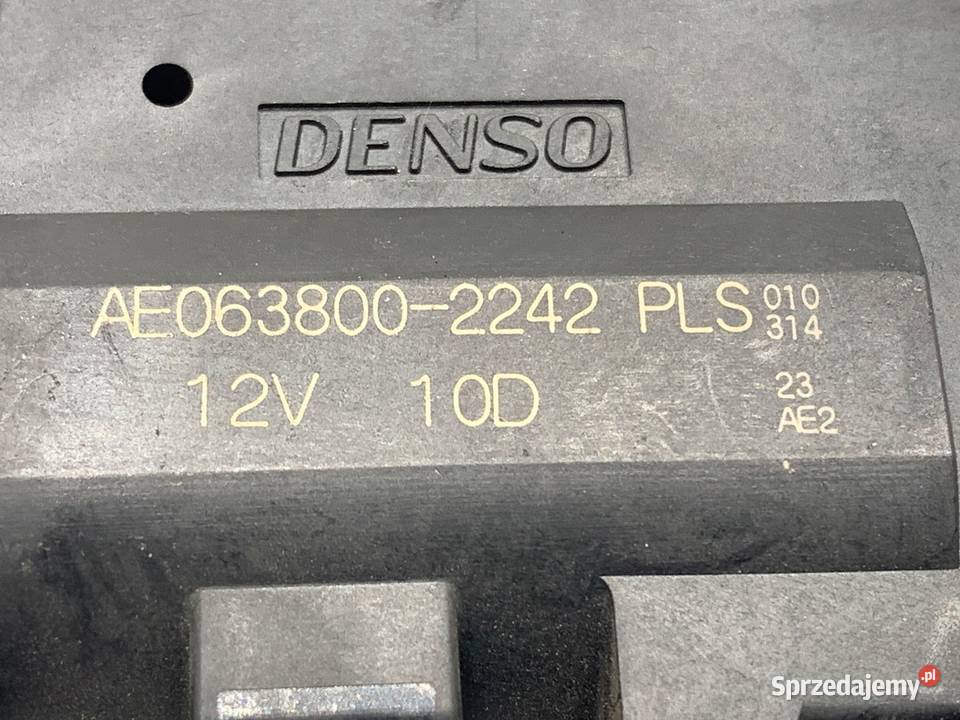 DENSO
AE063800-2242 PLS 010
314
12V 10D 23
AE2
Sprzedajemy.pl